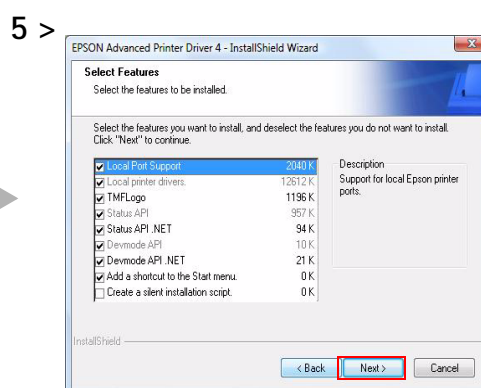 5 >
EPSON Advanced Printer Driver 4 - InstallShield Wizard
Select Features
Select the features to be installed.
Select the features you want to install, and deselect the features you do not want to install.
Click "Next" to continue.
Local Port Support 2040 K
Local printer drivers. 12612 K
TMFLogo 1196 K
Status API 957 K
Status API .NET 94 K
Devmode API 10 K
Devmode API .NET 21 K
Add a shortcut to the Start menu. 0 K
Create a silent installation script. 0 K
Description
Support for local Epson printer
ports.
InstallShield
< Back Next > Cancel